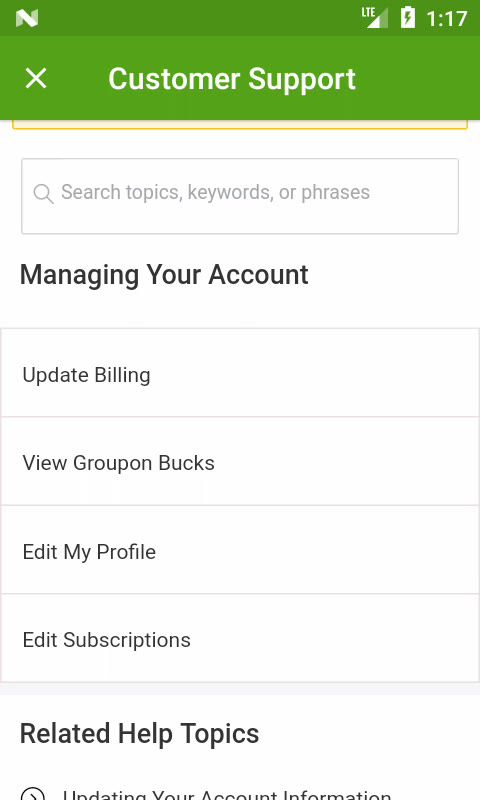 LTE 1:17
Customer Support
Search topics, keywords, or phrases
Managing Your Account
Update Billing
View Groupon Bucks
Edit My Profile
Edit Subscriptions
Related Help Topics
Updating Your Account Information